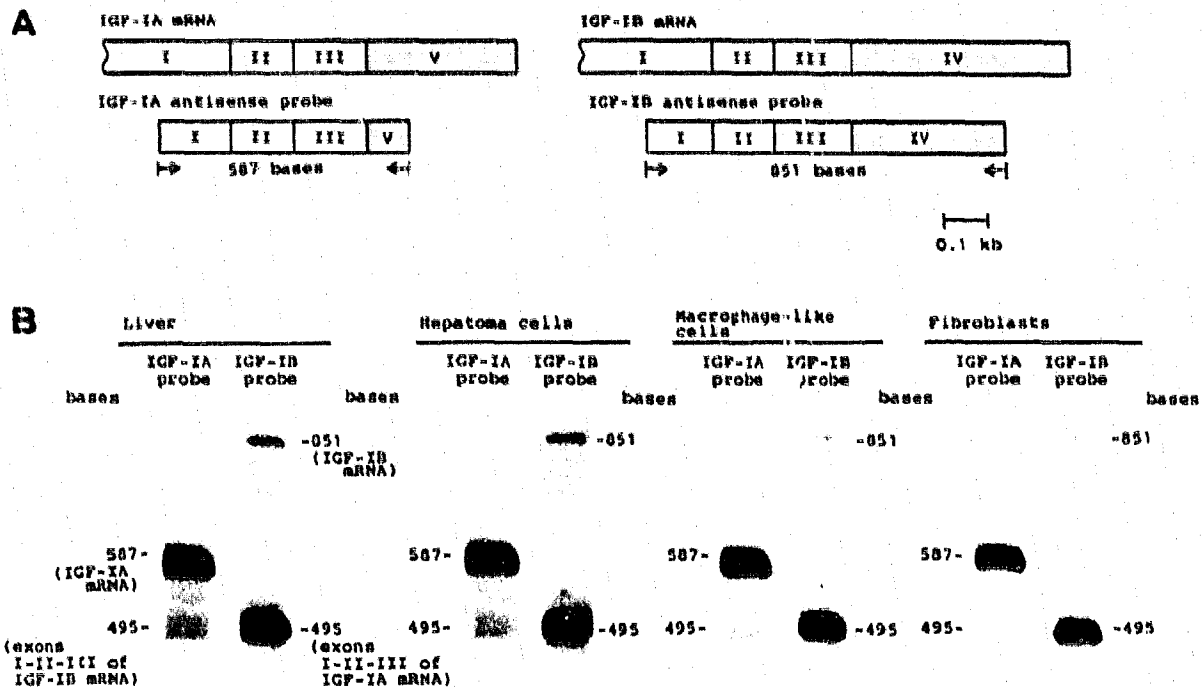 A
IGF-IA mRNA
I II III V
IGF-IA antisense probe
I II III V
587 bases
IGF-IB mRNA
I II III IV
IGF-IB antisense probe
I II III IV
851 bases
0.1 kb
B
Liver
IGF-IA probe
IGF-IB probe
bases
-851
(IGF-IB
mRNA)
587-
(IGF-IA
mRNA)
495-
(exons
I-II-III of
IGF-IB mRNA)
-495
(exons
I-II-III of
IGF-IA mRNA)
Hepatoma cells
IGF-IA probe
IGF-IB probe
bases
-851
587-
495-
-495
Macrophage-like
cells
IGF-IA probe
IGF-IB probe
bases
-851
587-
495-
-495
Fibroblasts
IGF-IA probe
IGF-IB probe
bases
bases
-851
587-
495-
-495